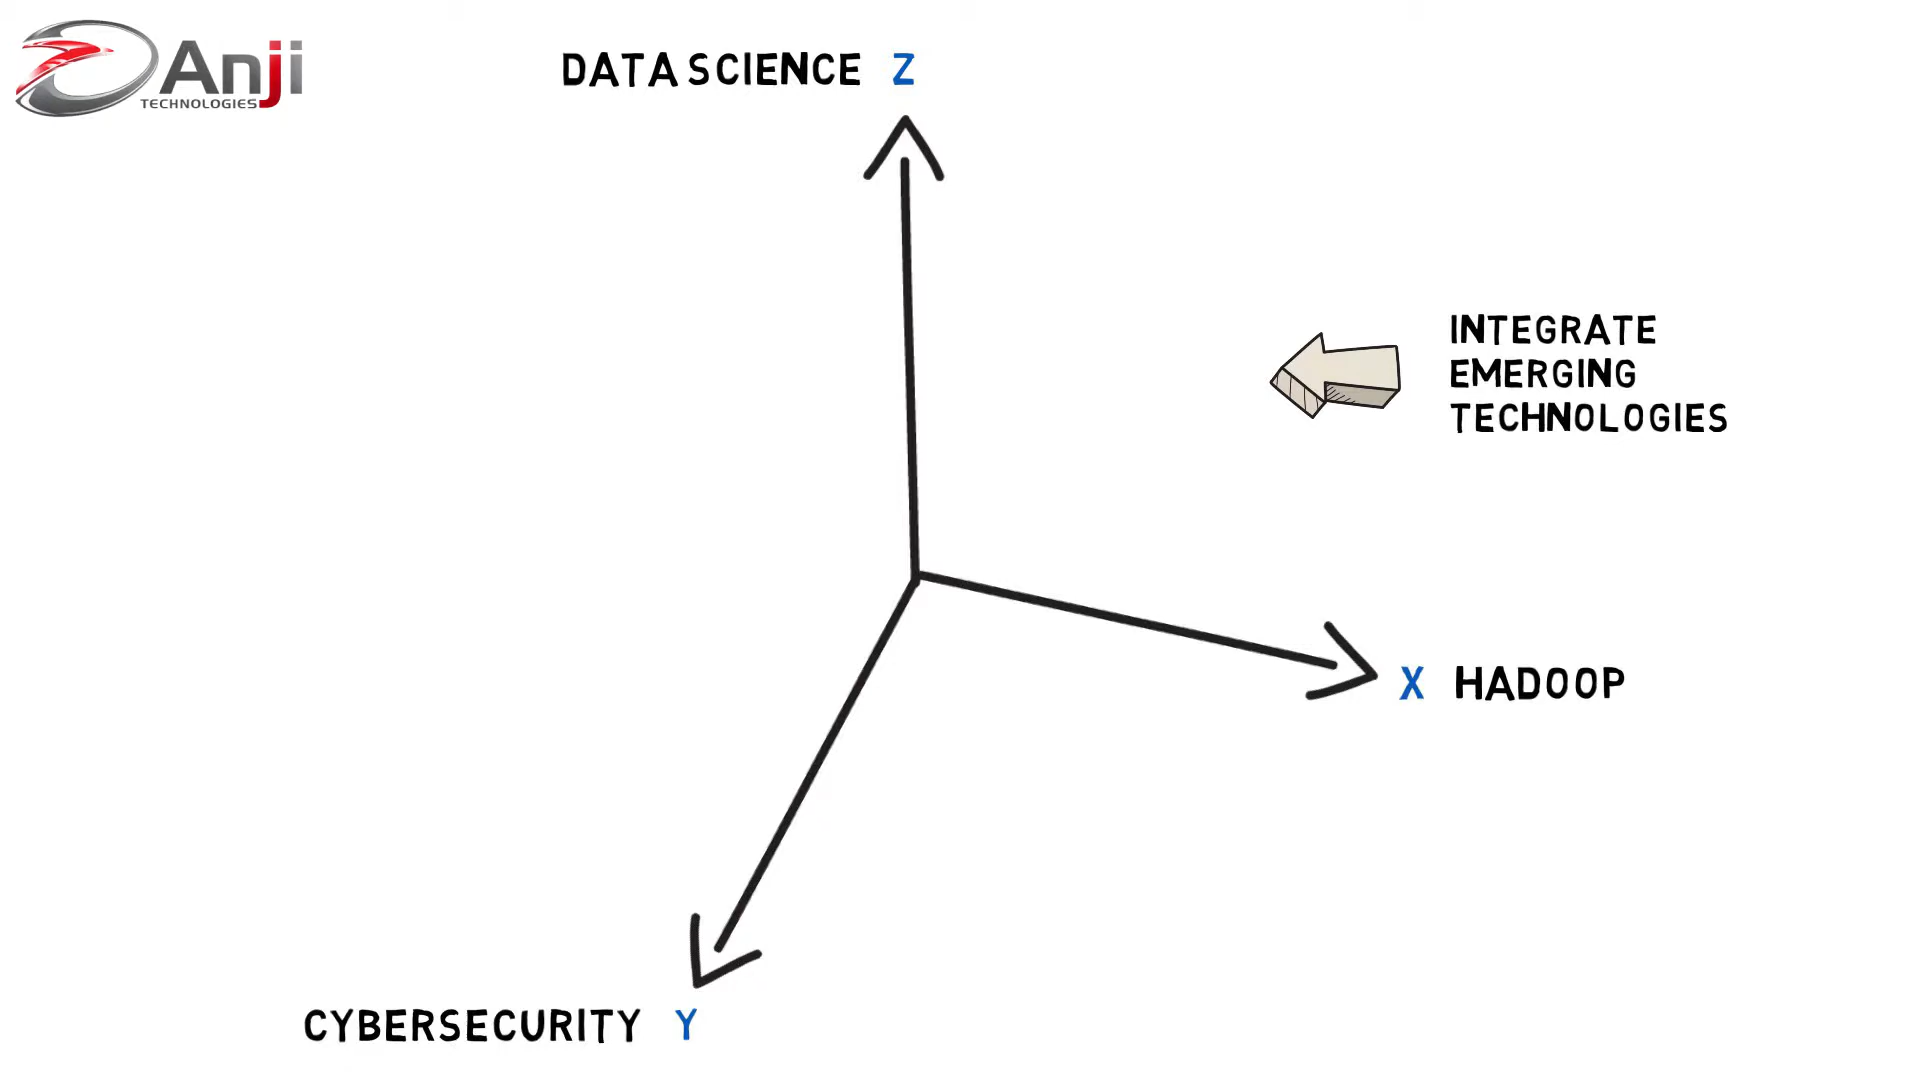 Anji
TECHNOLOGIES
DATA SCIENCE Z
INTEGRATE
EMERGING
TECHNOLOGIES
X HADOOP
CYBERSECURITY Y